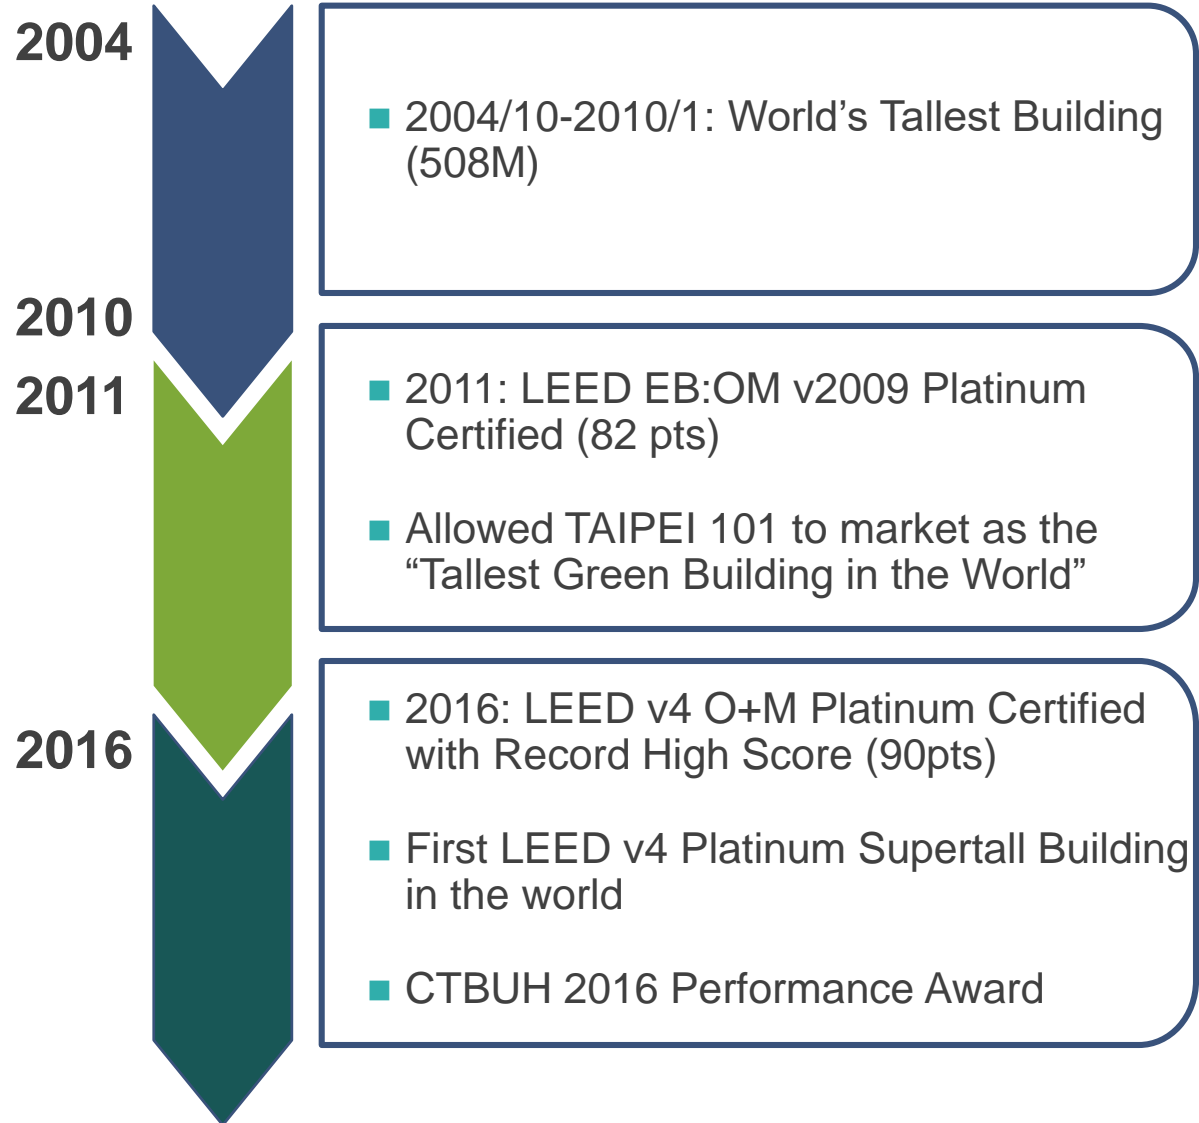 2004
2004/10-2010/1: World’s Tallest Building
(508M)
2010
2011
2011: LEED EB:OM v2009 Platinum
Certified (82 pts)
Allowed TAIPEI 101 to market as the
“Tallest Green Building in the World”
2016
2016: LEED v4 O+M Platinum Certified
with Record High Score (90pts)
First LEED v4 Platinum Supertall Building
in the world
CTBUH 2016 Performance Award